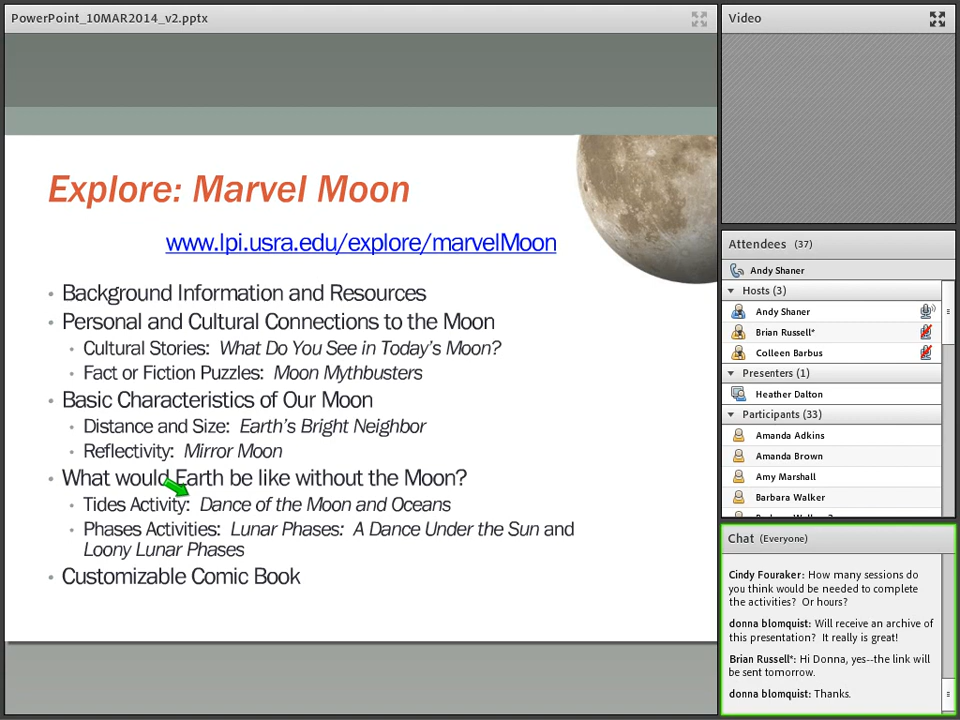 PowerPoint_10MAR2014_v2.pptx
Explore: Marvel Moon
www.lpi.usra.edu/explore/marvelMoon
• Background Information and Resources
• Personal and Cultural Connections to the Moon
• Cultural Stories: What Do You See in Today's Moon?
• Fact or Fiction Puzzles: Moon Mythbusters
• Basic Characteristics of Our Moon
• Distance and Size: Earth's Bright Neighbor
• Reflectivity: Mirror Moon
• What would Earth be like without the Moon?
• Tides Activity: Dance of the Moon and Oceans
• Phases Activities: Lunar Phases: A Dance Under the Sun and
Loony Lunar Phases
• Customizable Comic Book
Video
Attendees (37)
Andy Shaner
Hosts (3)
Andy Shaner
Brian Russell*
Colleen Barbus
Presenters (1)
Heather Dalton
Participants (33)
Amanda Adkins
Amanda Brown
Amy Marshall
Barbara Walker
Chat (Everyone)
Cindy Fouraker: How many sessions do
you think would be needed to complete
the activities? Or hours?
donna blomquist: Will receive an archive of
this presentation? It really is great!
Brian Russell*: Hi Donna, yes--the link will
be sent tomorrow.
donna blomquist: Thanks.